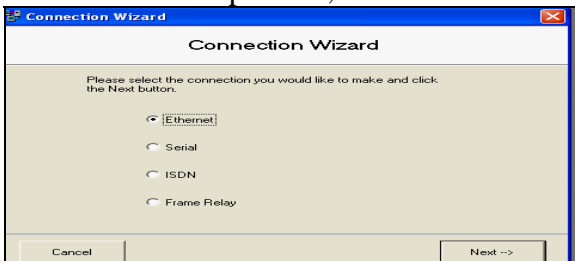 Connection Wizard
Connection Wizard
Please select the connection you would like to make and click
the Next button.
Ethernet
Serial
ISDN
Frame Relay
Cancel
Next -->